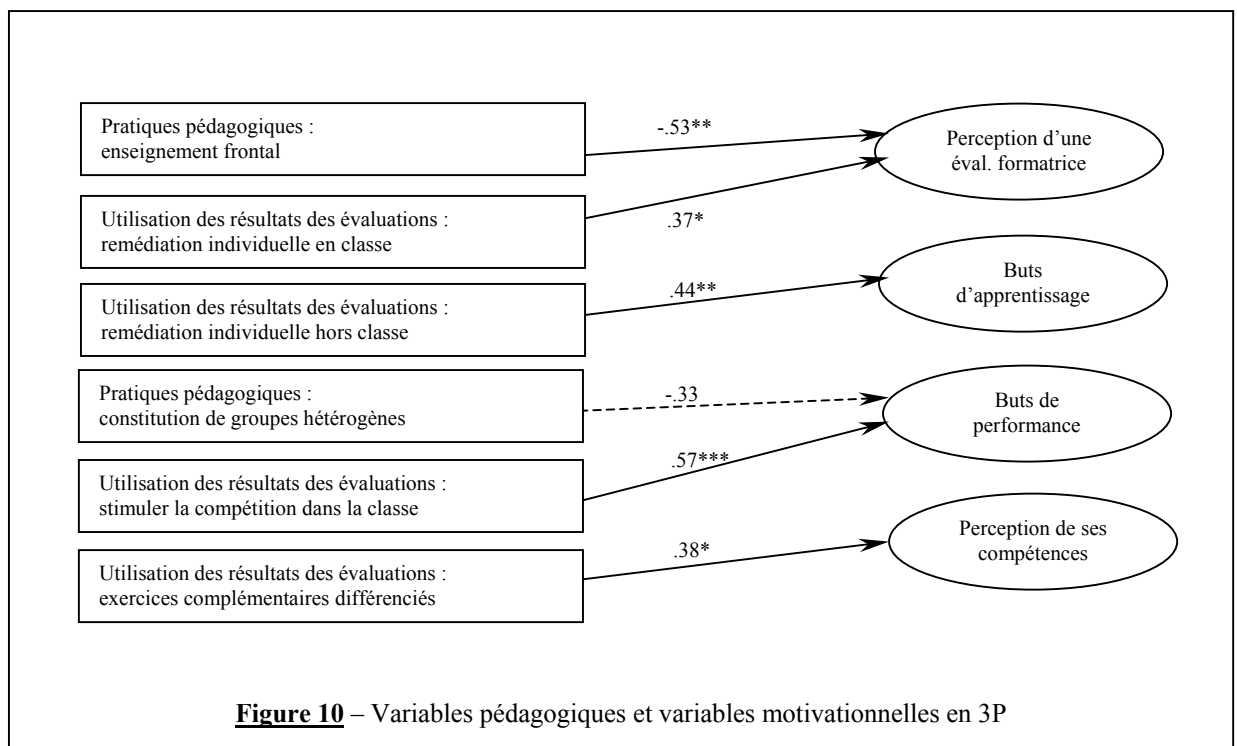 Pratiques pédagogiques :
enseignement frontal
-.53**
Perception d’une
éval. formatrice
Utilisation des résultats des évaluations :
remédiation individuelle en classe
.37*
Utilisation des résultats des évaluations :
remédiation individuelle hors classe
.44**
Buts
d’apprentissage
Pratiques pédagogiques :
constitution de groupes hétérogènes
-.33
Buts de
performance
Utilisation des résultats des évaluations :
stimuler la compétition dans la classe
.57***
Utilisation des résultats des évaluations :
exercices complémentaires différenciés
.38*
Perception de ses
compétences
Figure 10 – Variables pédagogiques et variables motivationnelles en 3P